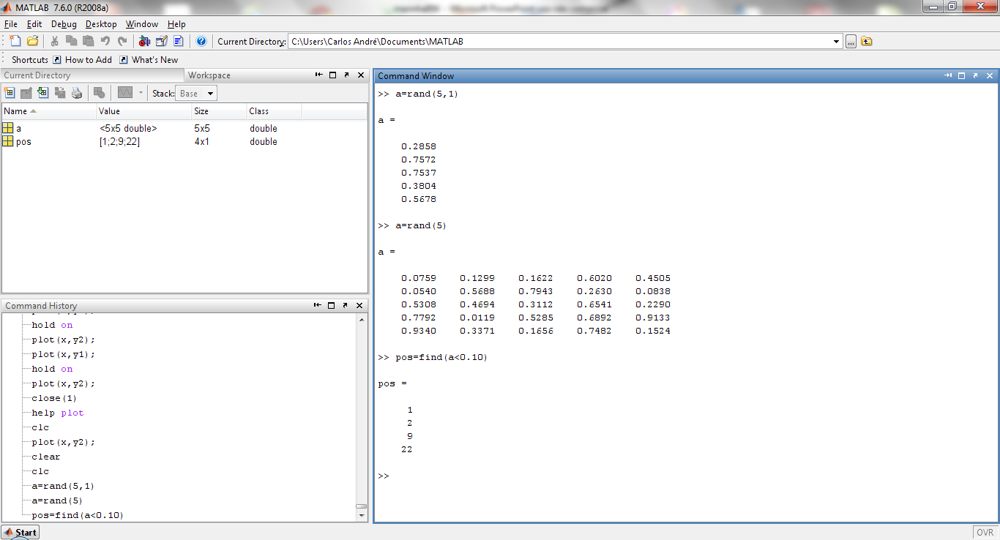 MATLAB 7.6.0 (R2008a)
File Edit Debug Desktop Window Help
Current Directory: C:\Users\Carlos André\Documents\MATLAB ...
Shortcuts How to Add What's New
Current Directory Workspace
Stack: Base
Name Value Size Class
a <5x5 double> 5x5 double
pos [1;2;9;22] 4x1 double
Command History
hold on
plot(x,y2);
plot(x,y1);
hold on
plot(x,y2);
close(1)
help plot
clc
plot(x,y2);
clear
clc
a=rand(5,1)
a=rand(5)
pos=find(a<0.10)
Command Window
>> a=rand(5,1)
a =
0.2858
0.7572
0.7537
0.3804
0.5678
>> a=rand(5)
a =
0.0759 0.1299 0.1622 0.6020 0.4505
0.0540 0.5688 0.7943 0.2630 0.0838
0.5308 0.4694 0.3112 0.6541 0.2290
0.7792 0.0119 0.5285 0.6892 0.9133
0.9340 0.3371 0.1656 0.7482 0.1524
>> pos=find(a<0.10)
pos =
1
2
9
22
>>
Start
OVR